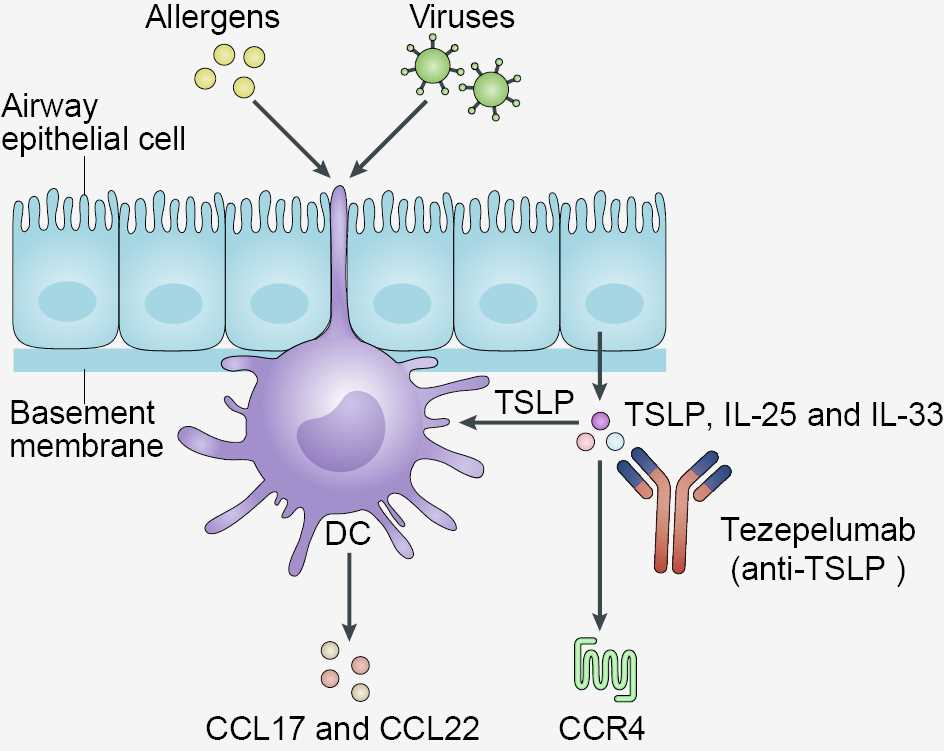 Allergens
Viruses
Airway
epithelial cell
Basement
membrane
TSLP
TSLP, IL-25 and IL-33
DC
Tezepelumab
(anti-TSLP )
CCL17 and CCL22
CCR4